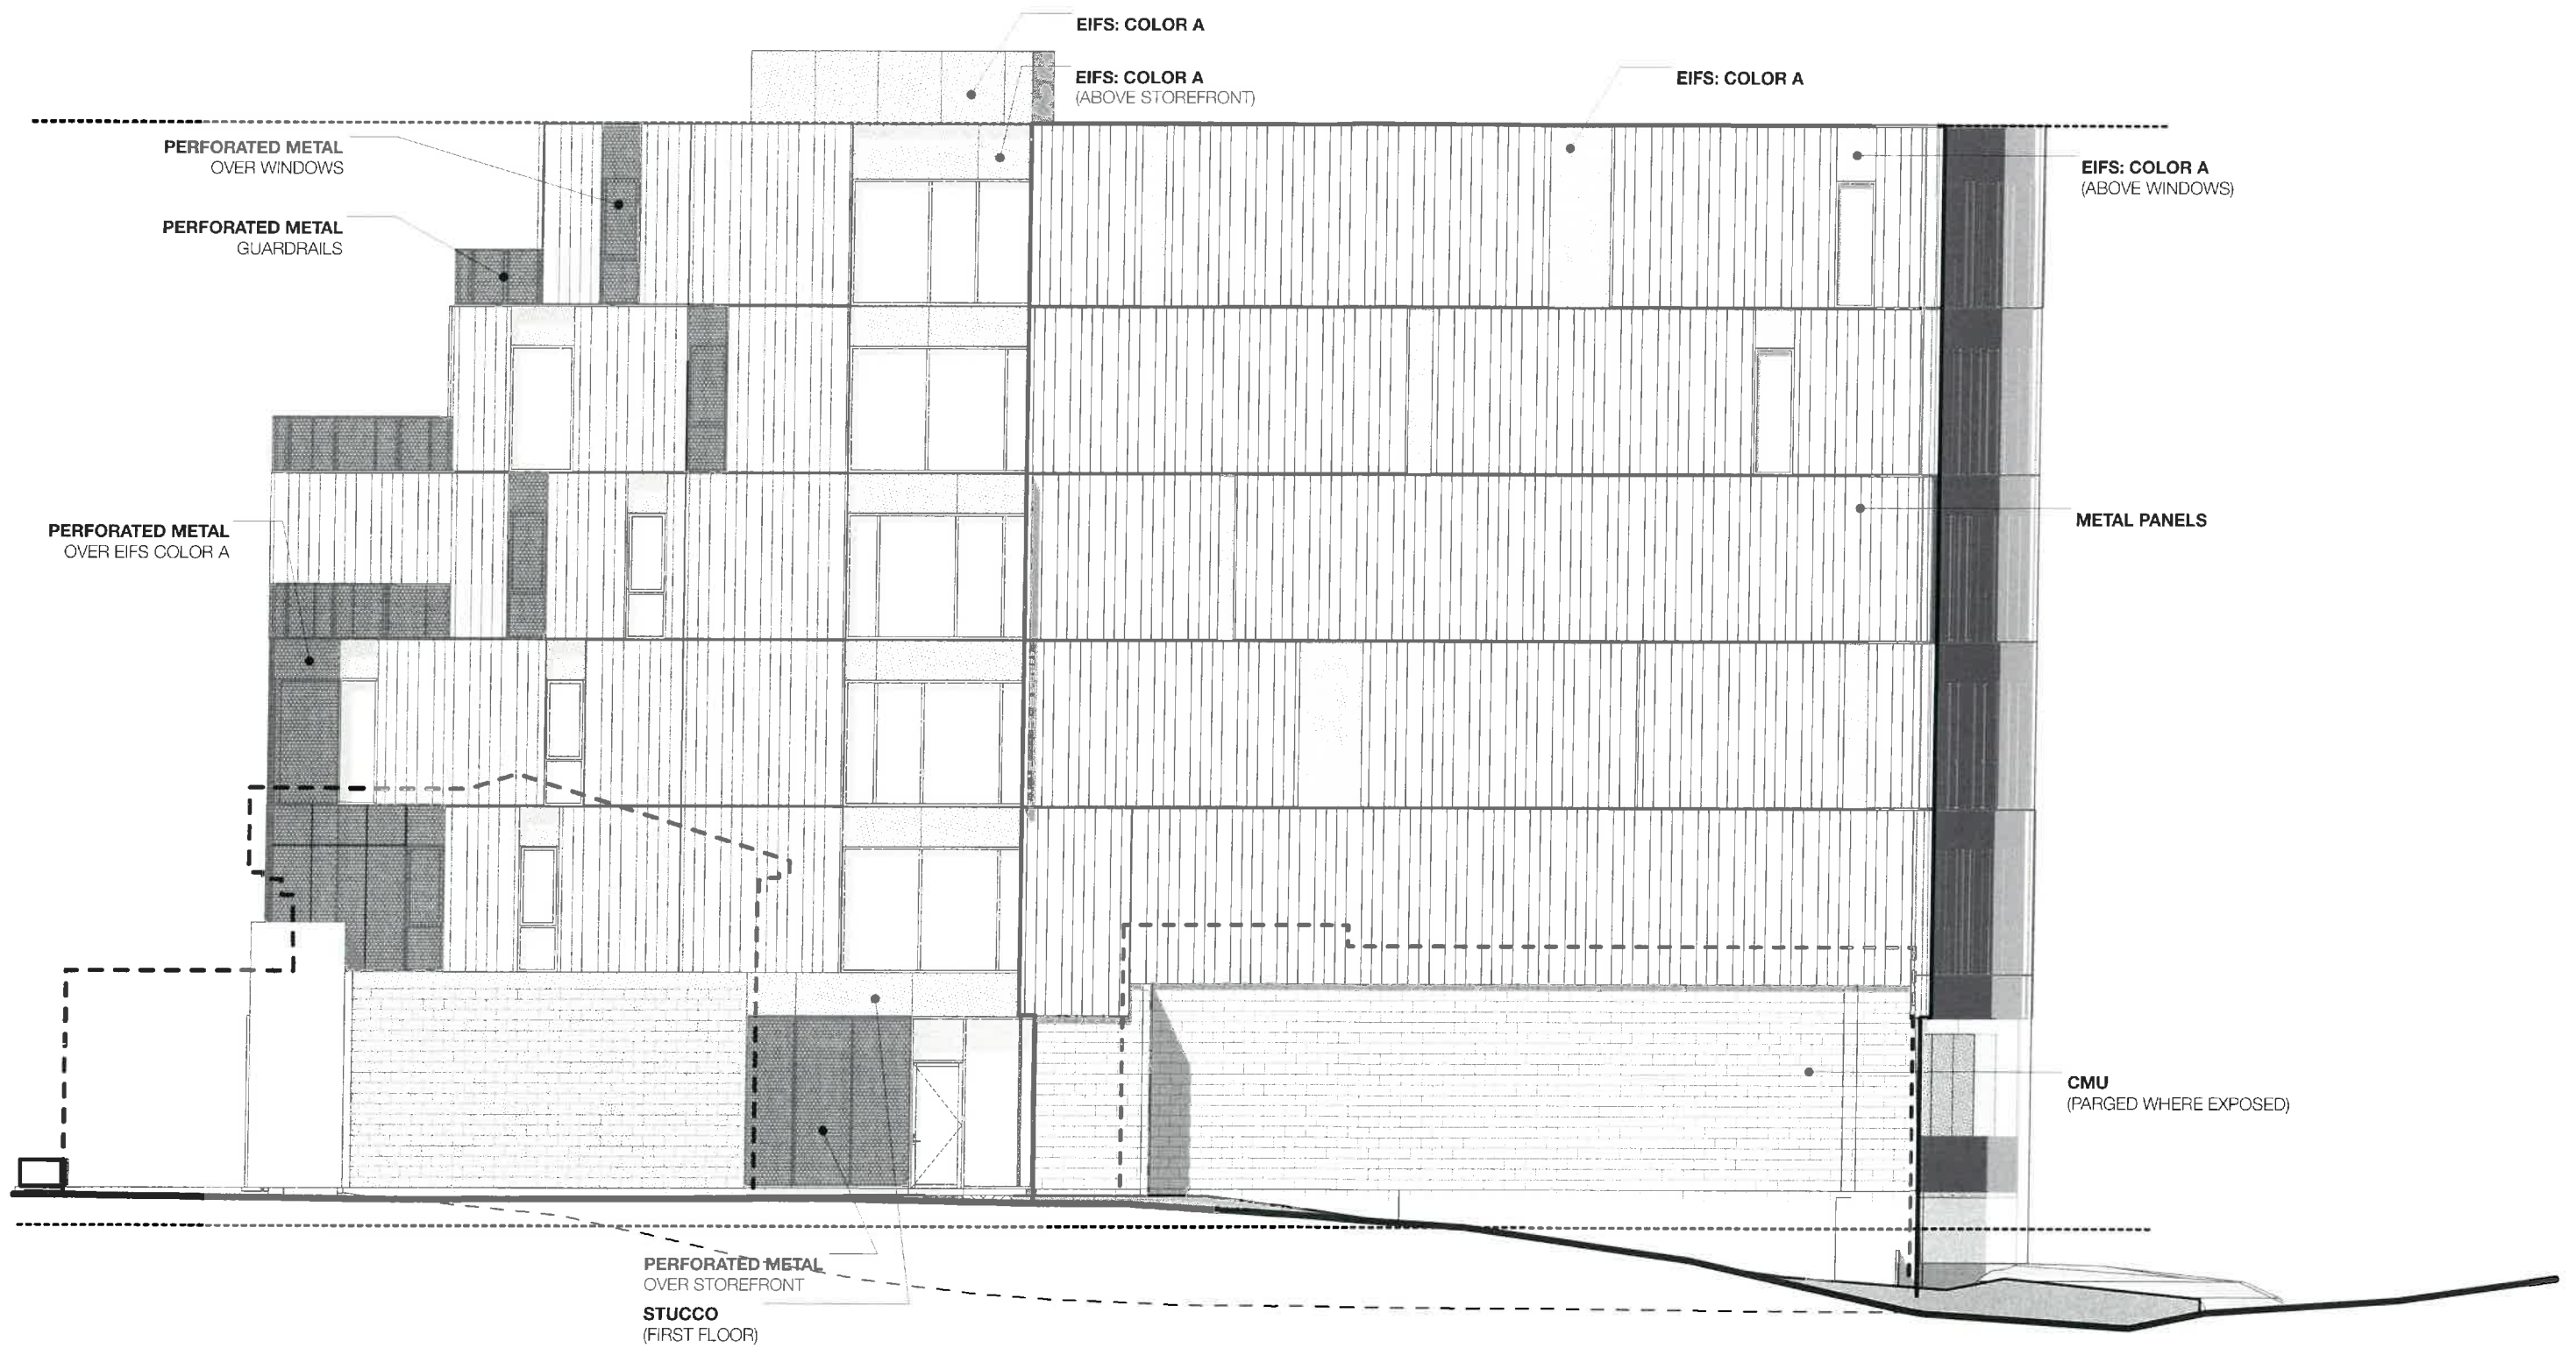 EIFS: COLOR A
EIFS: COLOR A
(ABOVE STOREFRONT)
EIFS: COLOR A
PERFORATED METAL
OVER WINDOWS
EIFS: COLOR A
(ABOVE WINDOWS)
PERFORATED METAL
GUARDRAILS
PERFORATED METAL
OVER EIFS COLOR A
METAL PANELS
CMU
(PARGED WHERE EXPOSED)
PERFORATED METAL
OVER STOREFRONT
STUCCO
(FIRST FLOOR)